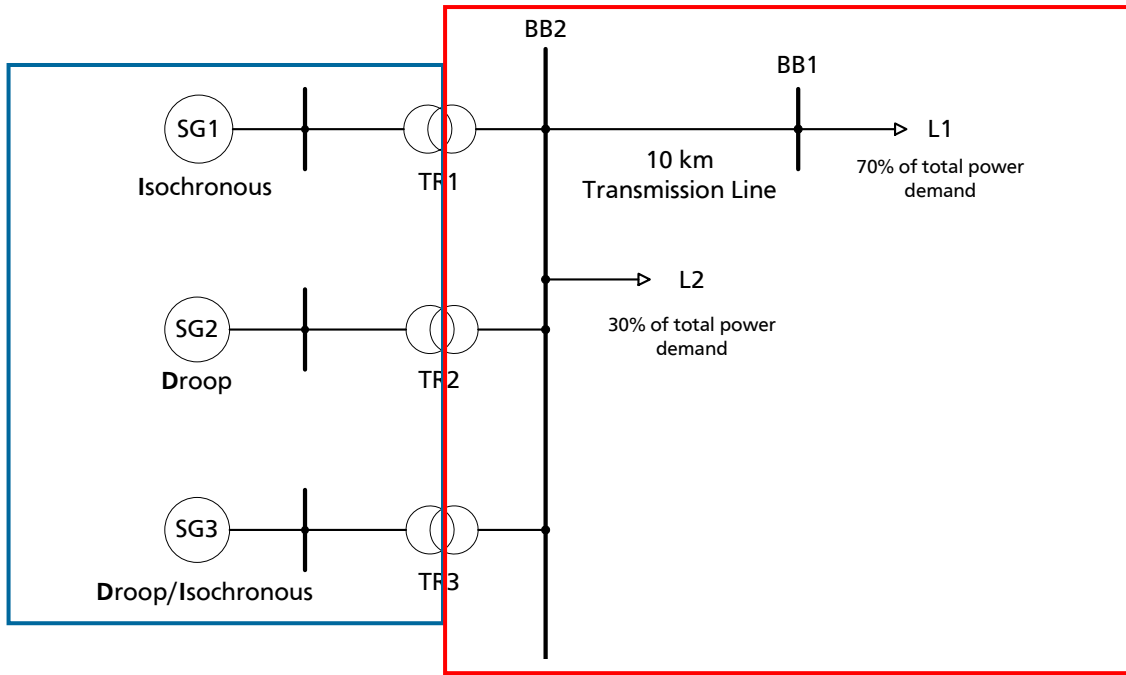 BB2
BB1
SG1
L1
TR1
10 km
Transmission Line
70% of total power
demand
Isochronous
L2
30% of total power
demand
SG2
TR2
Droop
SG3
TR3
Droop/Isochronous